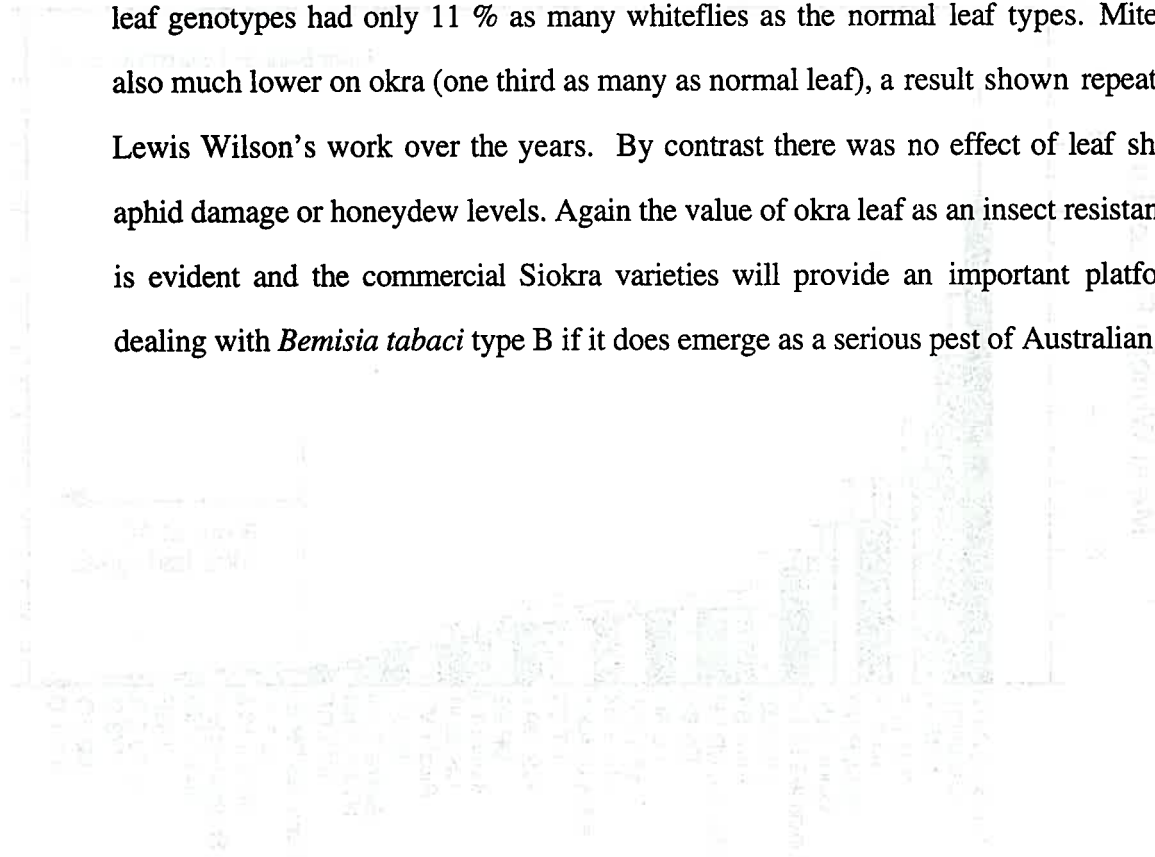 leaf genotypes had only 11 % as many whiteflies as the normal leaf types. Mite
also much lower on okra (one third as many as normal leaf), a result shown repeat
Lewis Wilson's work over the years. By contrast there was no effect of leaf sh
aphid damage or honeydew levels. Again the value of okra leaf as an insect resistan
is evident and the commercial Siokra varieties will provide an important platfo
dealing with Bemisia tabaci type B if it does emerge as a serious pest of Australian